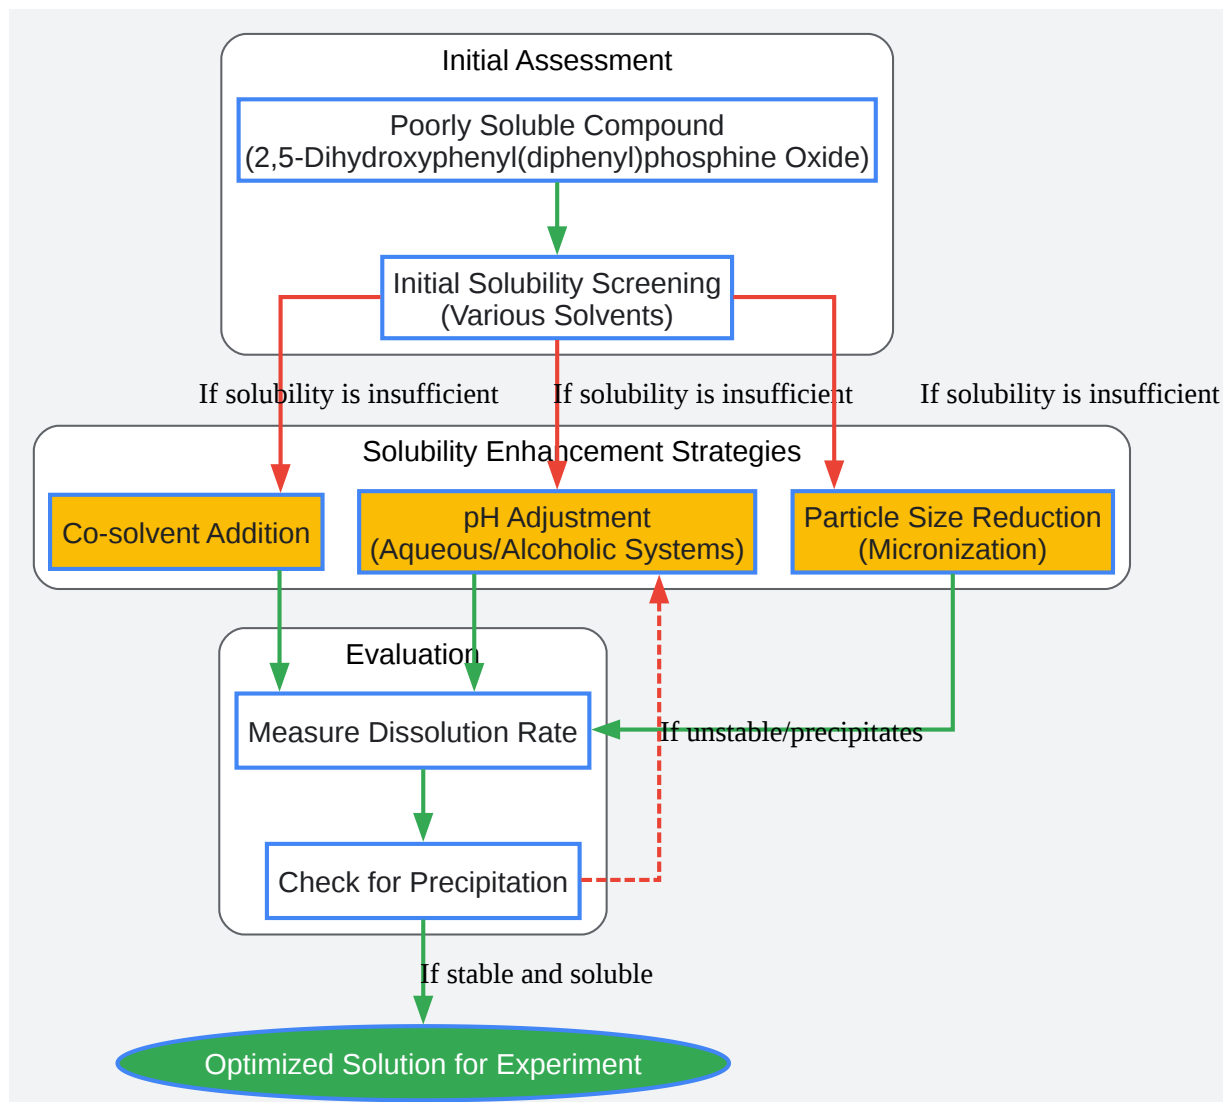 Initial Assessment
Poorly Soluble Compound
(2,5-Dihydroxyphenyl(diphenyl)phosphine Oxide)
Initial Solubility Screening
(Various Solvents)
If solubility is insufficient
If solubility is insufficient
If solubility is insufficient
Solubility Enhancement Strategies
Co-solvent Addition
pH Adjustment
(Aqueous/Alcoholic Systems)
Particle Size Reduction
(Micronization)
Evaluation
Measure Dissolution Rate
If unstable/precipitates
Check for Precipitation
If stable and soluble
Optimized Solution for Experiment